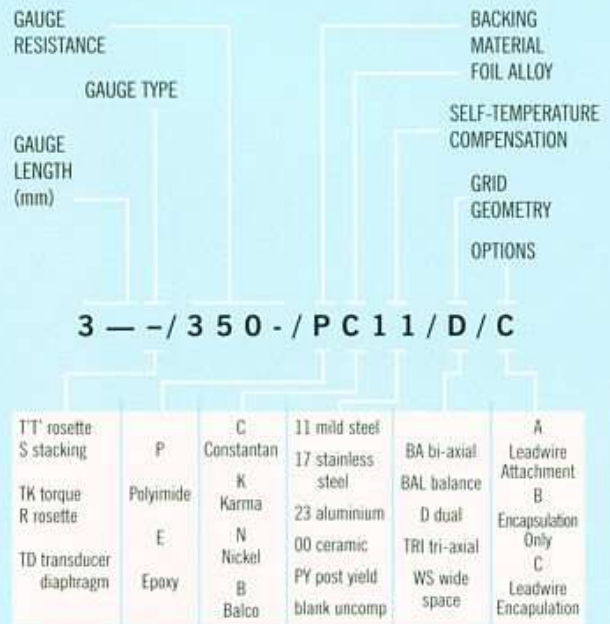 GAUGE
RESISTANCE
GAUGE TYPE
GAUGE
LENGTH
(mm)
BACKING
MATERIAL
FOIL ALLOY
SELF-TEMPERATURE
COMPENSATION
GRID
GEOMETRY
OPTIONS
3 — - / 3 5 0 - / P C 1 1 / D / C
T'T' rosette
S stacking
TK torque
R rosette
TD transducer
diaphragm
P
Polyimide
E
Epoxy
C
Constantan
K
Karma
N
Nickel
B
Balco
11 mild steel
17 stainless
steel
23 aluminium
00 ceramic
PY post yield
blank uncomp
BA bi-axial
BAL balance
D dual
TRI tri-axial
WS wide
space
A
Leadwire
Attachment
B
Encapsulation
Only
C
Leadwire
Encapulation